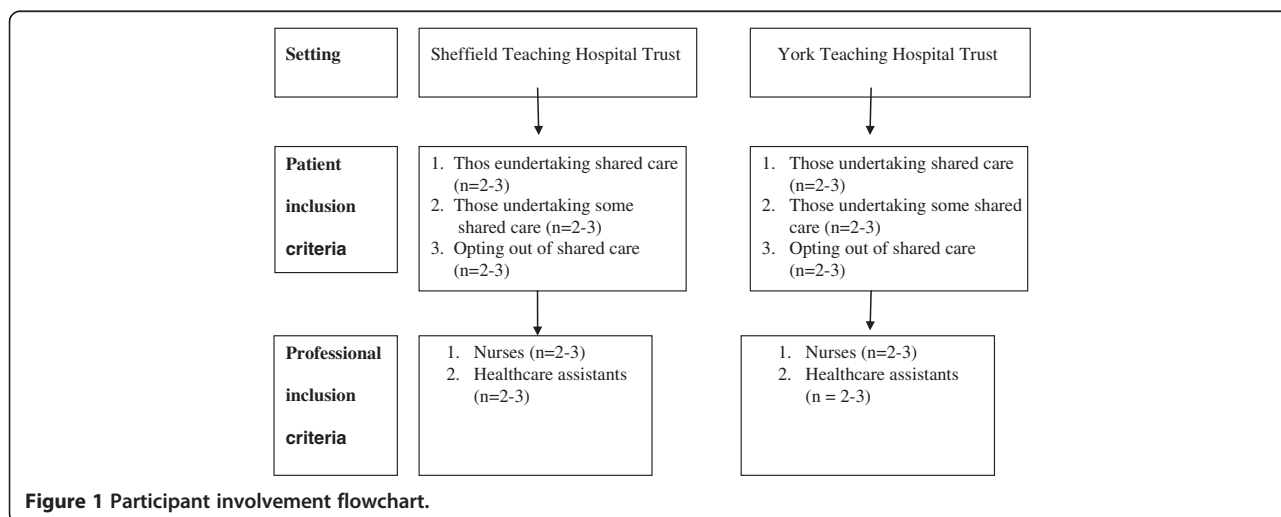 Setting
Sheffield Teaching Hospital Trust
York Teaching Hospital Trust
Patient
inclusion
criteria
1. Thos eundertaking shared care
(n=2-3)
2. Those undertaking some
shared care (n=2-3)
3. Opting out of shared care
(n=2-3)
1. Those undertaking shared care
(n=2-3)
2. Those undertaking some shared
care (n=2-3)
3. Opting out of shared care
(n=2-3)
Professional
inclusion
criteria
1. Nurses (n=2-3)
2. Healthcare assistants
(n=2-3)
1. Nurses (n=2-3)
2. Healthcare assistants
(n = 2-3)
Figure 1 Participant involvement flowchart.